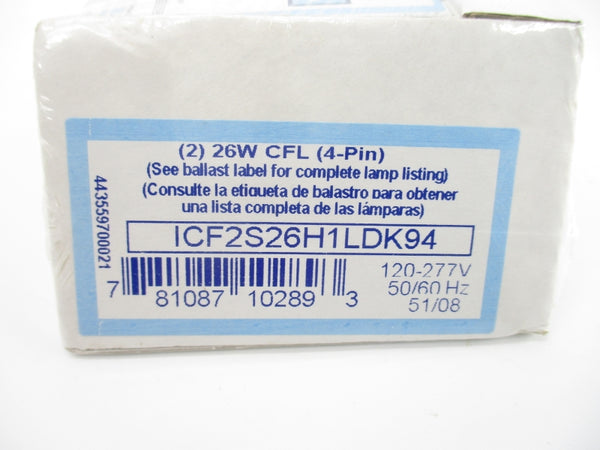 (2) 26W CFL (4-Pin)
(See ballast label for complete lamp listing)
(Consulte la etiqueta de balastro para obtener
una lista completa de las lámparas)
ICF2S26H1LDK94
443559700021
7 81087 10289 3
120-277V
50/60 Hz
51/08